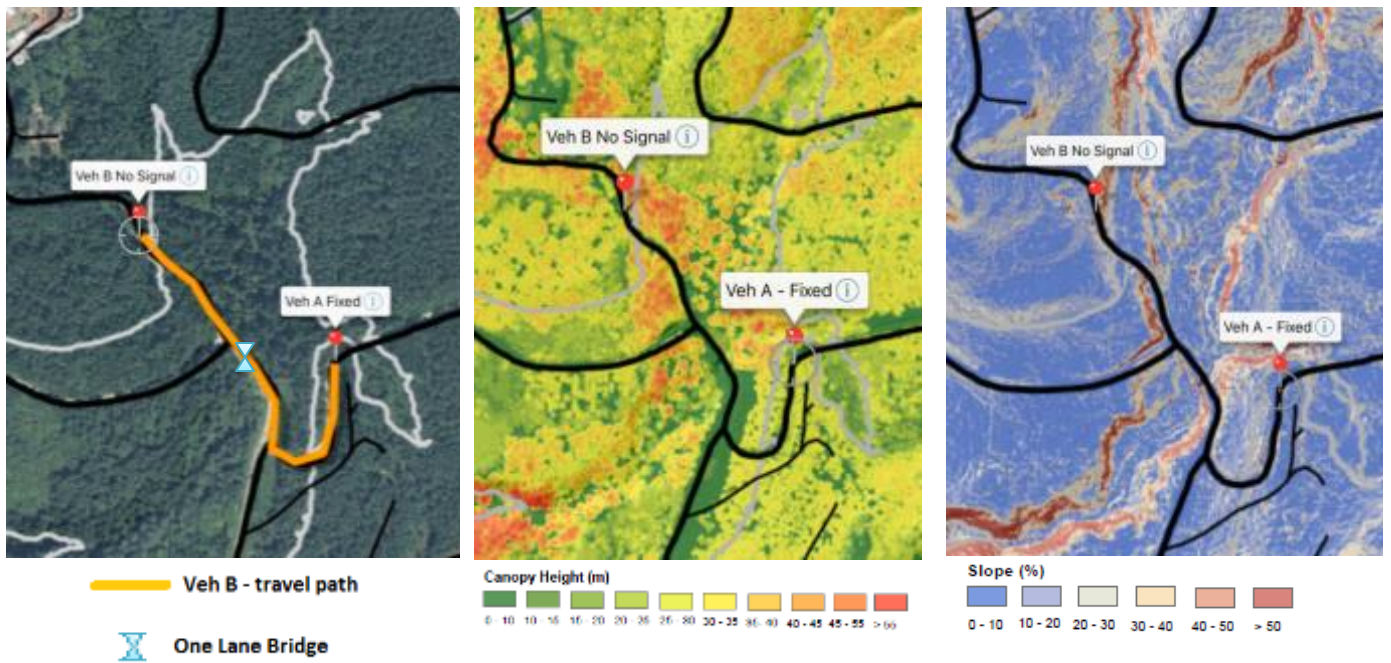 Veh B No Signal
Veh A Fixed
Veh B - travel path
One Lane Bridge
Veh B No Signal
Veh A - Fixed
Canopy Height (m)
0 - 10 10 - 15 15 - 20 20 - 25 25 - 30 30 - 35 35- 40 40 - 45 45 - 55
Veh B No Signal
Veh A - Fixed
Slope (%)
0 - 10 10 - 20 20 - 30 30 - 40 40 - 50 > 50